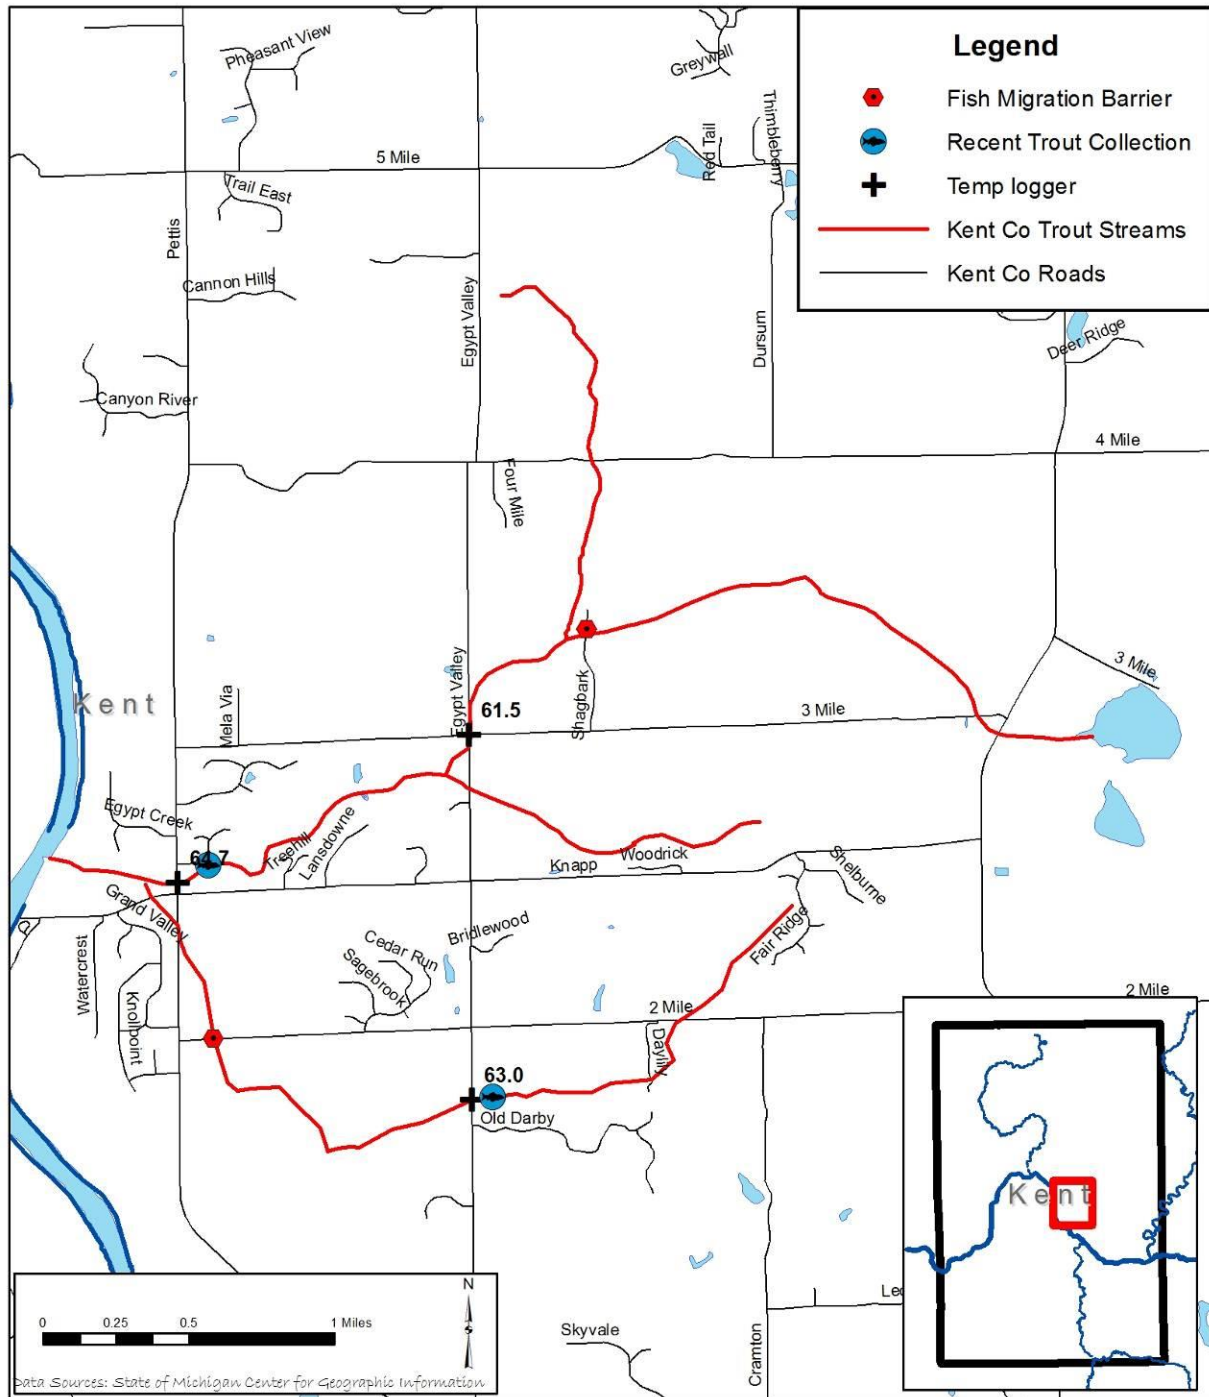 Legend
Fish Migration Barrier
Recent Trout Collection
Temp logger
Kent Co Trout Streams
Kent Co Roads
Pheasant View
Greywall
Thimbleberry
Red Tail
5 Mile
Trail East
Pettis
Cannon Hills
Egypt Valley
Dursum
Deer Ridge
Canyon River
4 Mile
Four Mile
3 Mile
Kent
Mela Via
Egypt Valley
61.5
Shagbark
3 Mile
Egypt Creek
64.7
Treehill
Lansdowne
Knapp
Woodrick
Shelburne
Grand Valley
Bridlewood
Fair Ridge
Cedar Run
Sagebrook
Watercrest
Knollpoint
2 Mile
2 Mile
Daylily
63.0
Old Darby
Kent
Skyvale
Cramton
N
S
0 0.25 0.5 1 Miles
Data Sources: State of Michigan Center for Geographic Information